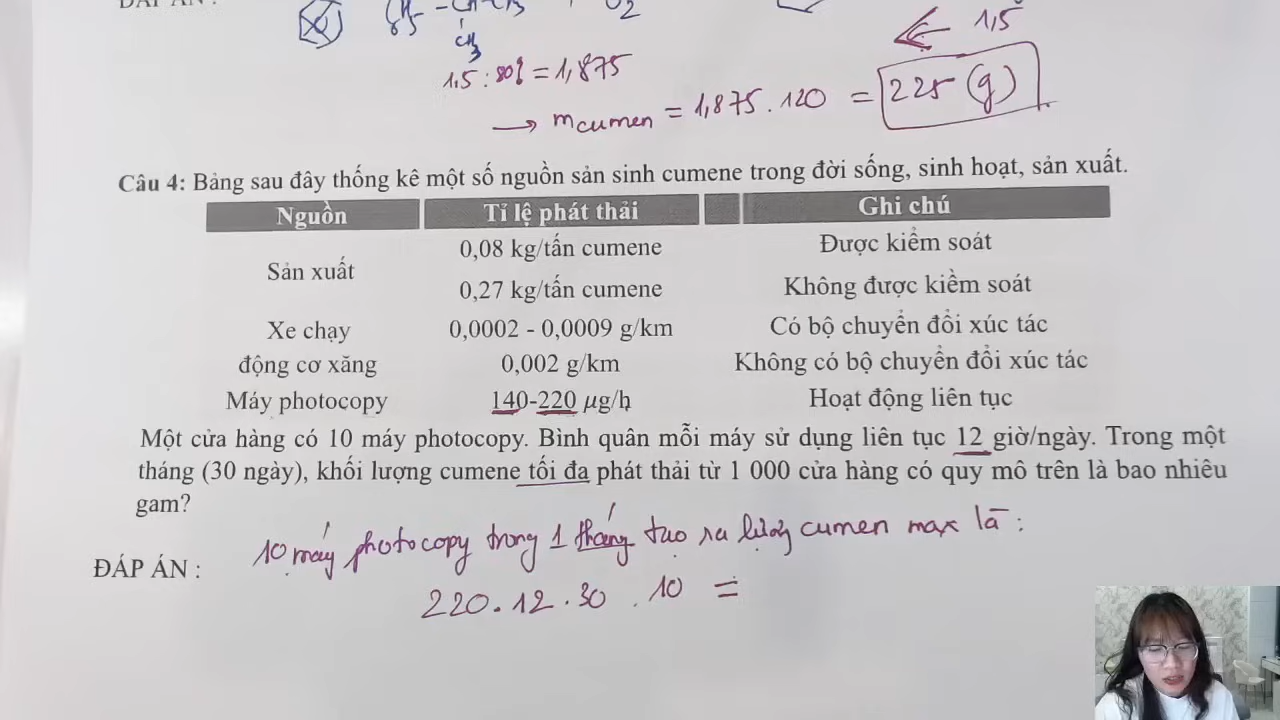 ĐÁP ÁN :
CH – CH₃ O₂
CH₃
1,5
1,5 : 80% = 1,875
→ mcumen = 1,875 . 120 = 225 (g)
Câu 4: Bảng sau đây thống kê một số nguồn sản sinh cumene trong đời sống, sinh hoạt, sản xuất.
Nguồn Tỉ lệ phát thải Ghi chú
Sản xuất 0,08 kg/tấn cumene Được kiểm soát
0,27 kg/tấn cumene Không được kiểm soát
Xe chạy 0,0002 - 0,0009 g/km Có bộ chuyển đổi xúc tác
động cơ xăng 0,002 g/km Không có bộ chuyển đổi xúc tác
Máy photocopy 140-220 µg/h Hoạt động liên tục
Một cửa hàng có 10 máy photocopy. Bình quân mỗi máy sử dụng liên tục 12 giờ/ngày. Trong một
tháng (30 ngày), khối lượng cumene tối đa phát thải từ 1 000 cửa hàng có quy mô trên là bao nhiêu
gam?
10 máy photocopy trong 1 tháng tạo ra lượng cumen max là :
ĐÁP ÁN :
220 . 12 . 30 . 10 =